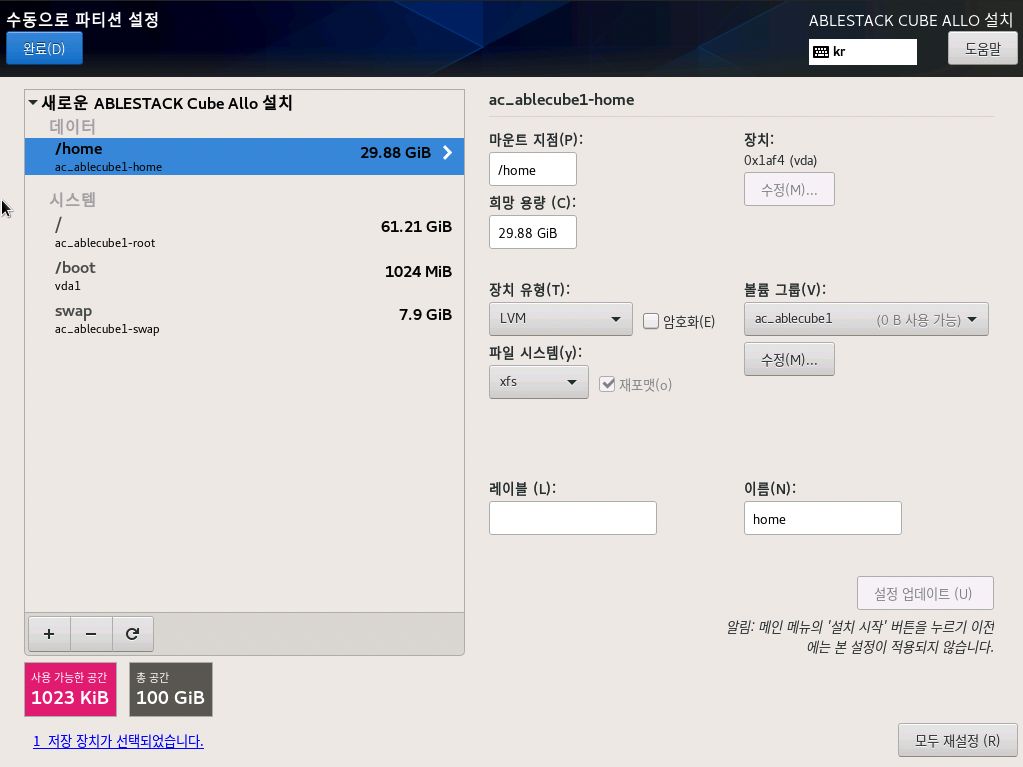 수동으로 파티션 설정
ABLESTACK CUBE ALLO 설치
완료(D)
kr
도움말
새로운 ABLESTACK Cube Allo 설치
데이터
/home
29.88 GiB
ac_ablecube1-home
시스템
/
61.21 GiB
ac_ablecube1-root
/boot
1024 MiB
vda1
swap
7.9 GiB
ac_ablecube1-swap
+
−
사용 가능한 공간
1023 KiB
총 공간
100 GiB
1 저장 장치가 선택되었습니다.
ac_ablecube1-home
마운트 지점(P):
/home
희망 용량 (C):
29.88 GiB
장치:
0x1af4 (vda)
수정(M)...
장치 유형(T):
LVM
암호화(E)
볼륨 그룹(V):
ac_ablecube1 (0 B 사용 가능)
수정(M)...
파일 시스템(y):
xfs
재포맷(o)
레이블 (L):
이름(N):
home
설정 업데이트 (U)
알림: 메인 메뉴의 '설치 시작' 버튼을 누르기 이전
에는 본 설정이 적용되지 않습니다.
모두 재설정 (R)